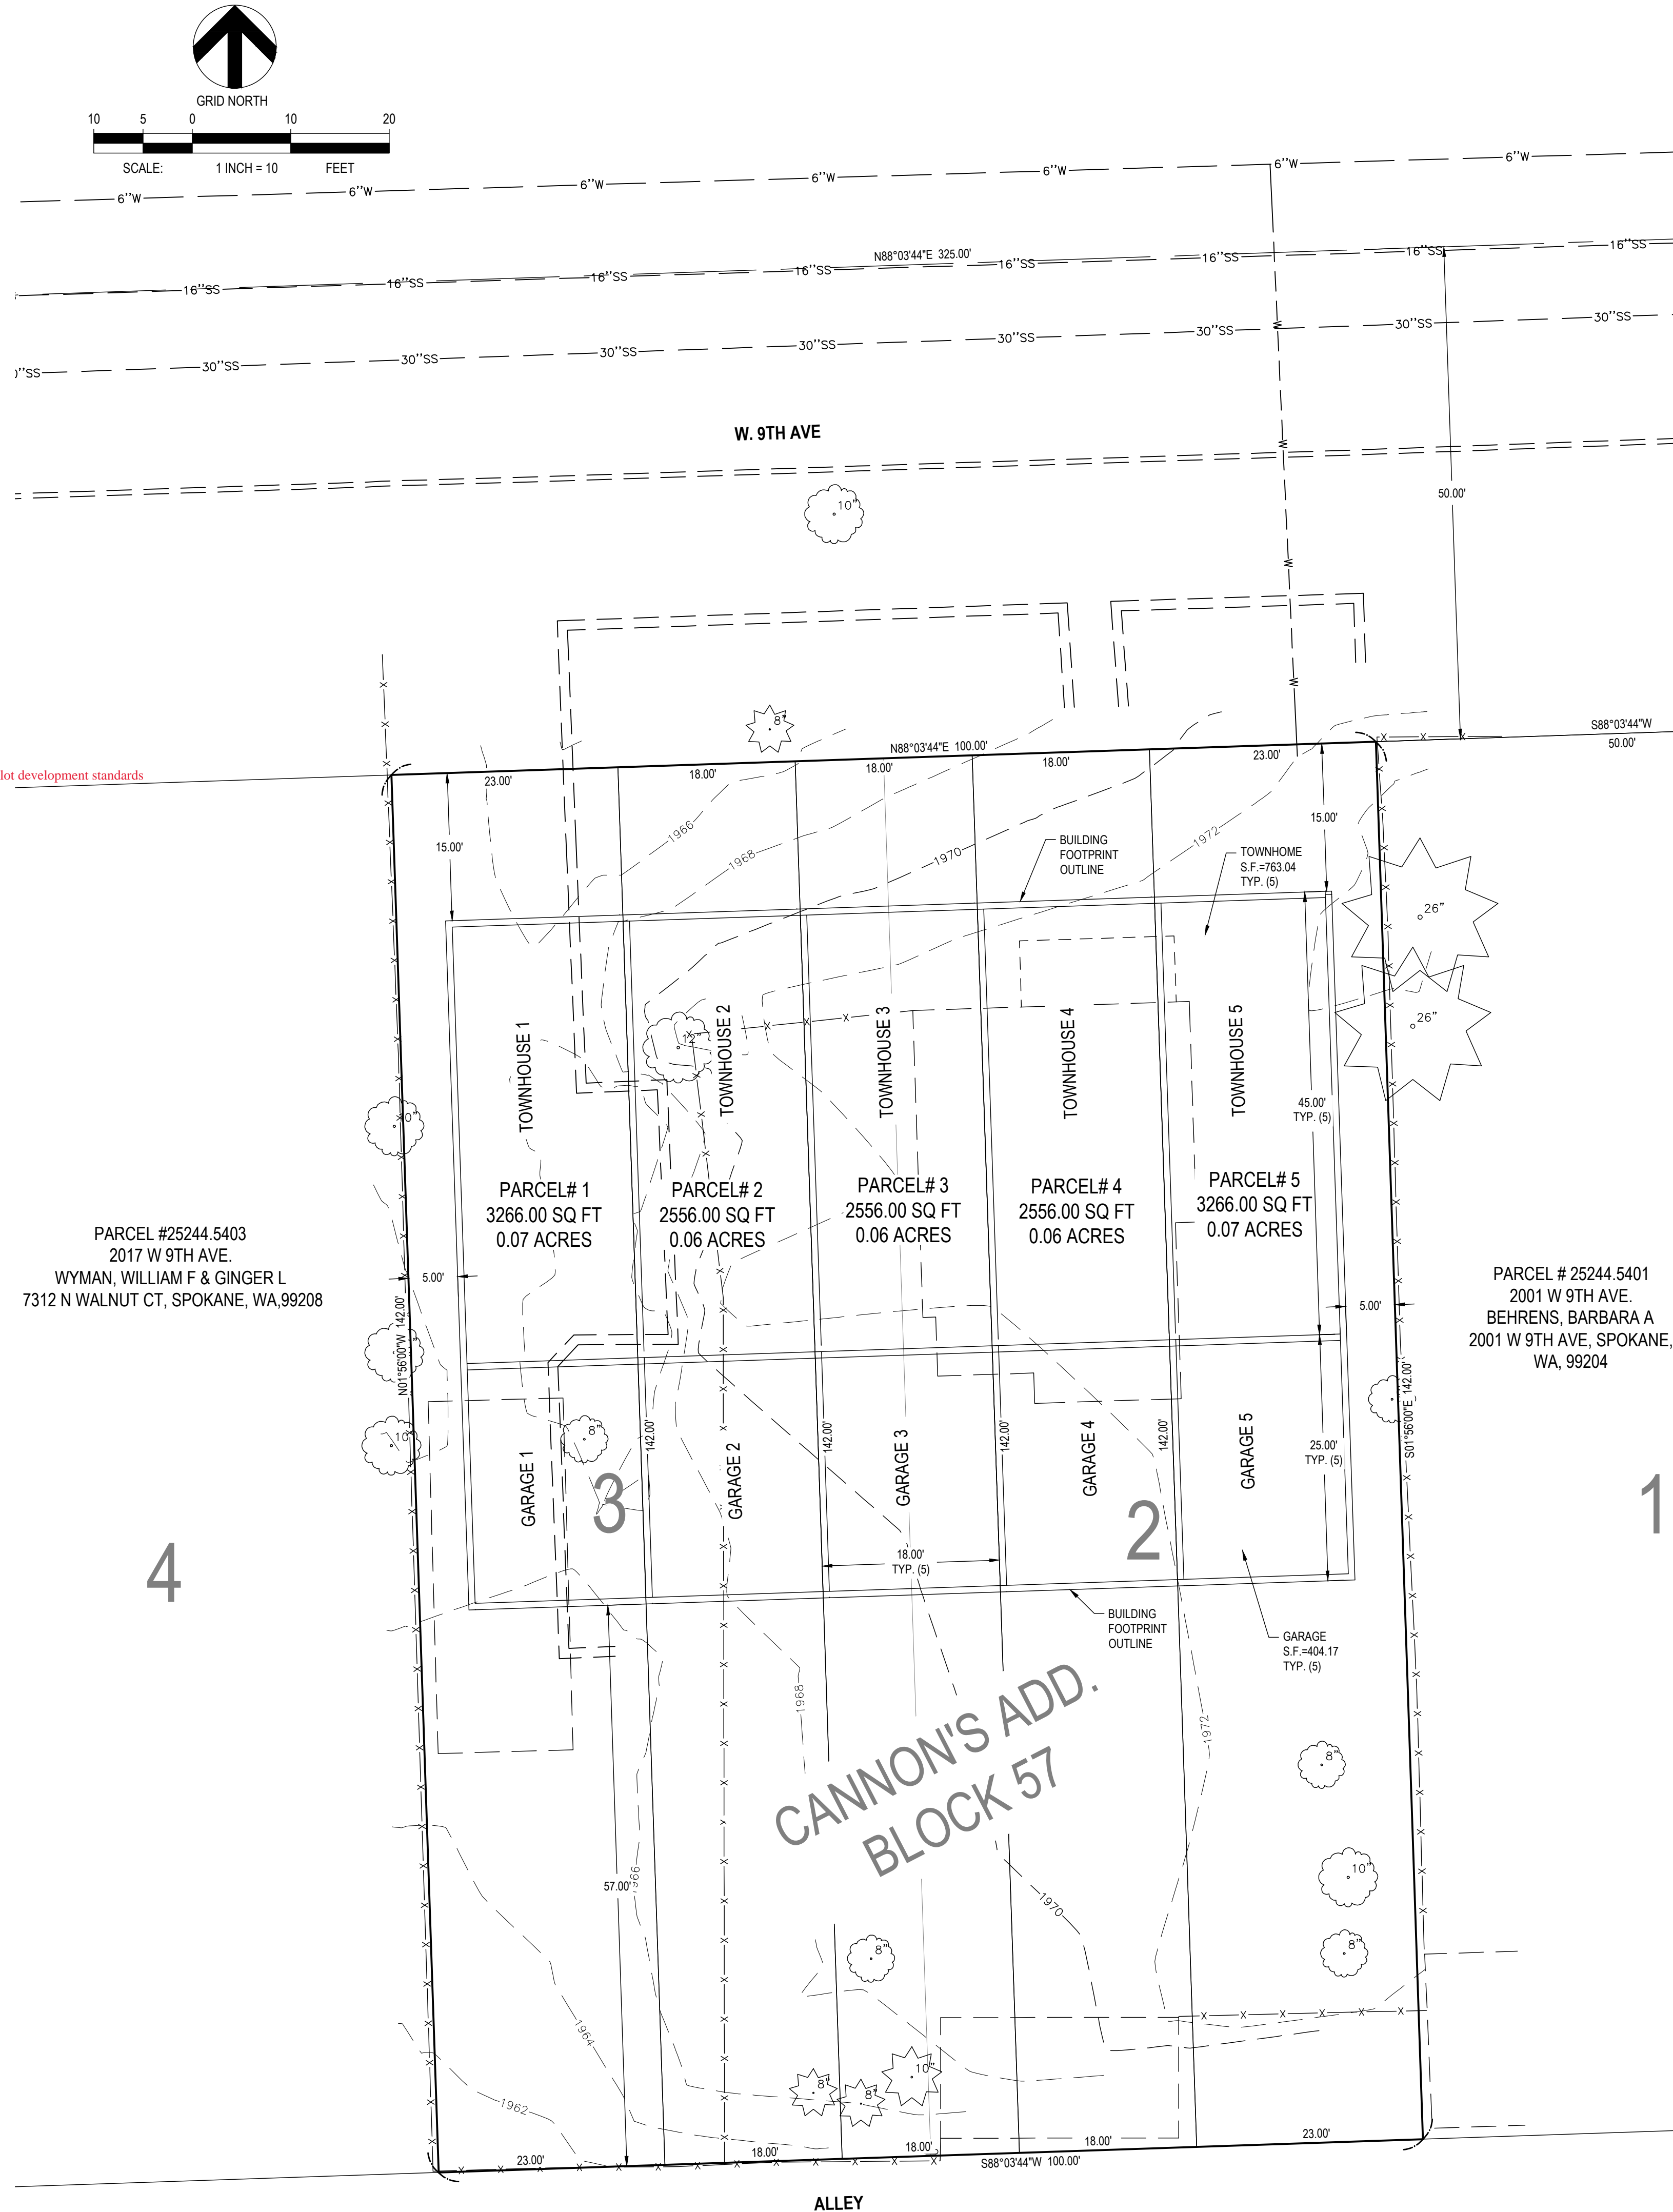 GRID NORTH
10 5 0 10 20
SCALE: 1 INCH = 10 FEET
6''W 6''W 6''W 6''W 6''W 6''W 6''W
N88°03'44"E 325.00'
16''SS 16''SS 16''SS 16''SS 16''SS 16''SS 16''SS 16''SS
30''SS 30''SS 30''SS 30''SS 30''SS 30''SS 30''SS 30''SS
W. 9TH AVE
50.00'
10"
8"
N88°03'44"E 100.00'
S88°03'44"W
50.00'
lot development standards
23.00' 18.00' 18.00' 18.00' 23.00'
15.00'
15.00'
1966
1968
1970
1972
BUILDING
FOOTPRINT
OUTLINE
TOWNHOME
S.F.=763.04
TYP. (5)
26"
26"
12"
TOWNHOUSE 1
TOWNHOUSE 2
TOWNHOUSE 3
TOWNHOUSE 4
TOWNHOUSE 5
45.00'
TYP. (5)
PARCEL# 1
3266.00 SQ FT
0.07 ACRES
PARCEL# 2
2556.00 SQ FT
0.06 ACRES
PARCEL# 3
2556.00 SQ FT
0.06 ACRES
PARCEL# 4
2556.00 SQ FT
0.06 ACRES
PARCEL# 5
3266.00 SQ FT
0.07 ACRES
PARCEL #25244.5403
2017 W 9TH AVE.
WYMAN, WILLIAM F & GINGER L
7312 N WALNUT CT, SPOKANE, WA,99208
5.00'
N01°56'00"W 142.00'
5.00'
PARCEL # 25244.5401
2001 W 9TH AVE.
BEHRENS, BARBARA A
2001 W 9TH AVE, SPOKANE,
WA, 99204
S01°56'00"E 142.00'
10"
8"
142.00'
142.00'
142.00'
142.00'
25.00'
TYP. (5)
GARAGE 1
GARAGE 2
GARAGE 3
GARAGE 4
GARAGE 5
4
3
2
1
18.00'
TYP. (5)
BUILDING
FOOTPRINT
OUTLINE
GARAGE
S.F.=404.17
TYP. (5)
1968
1972
CANNON'S ADD.
BLOCK 57
8"
57.00'
1966
10"
1970
8"
8"
1964
1962
8"
8"
10"
23.00' 18.00' 18.00' 18.00' 23.00'
S88°03'44"W 100.00'
ALLEY